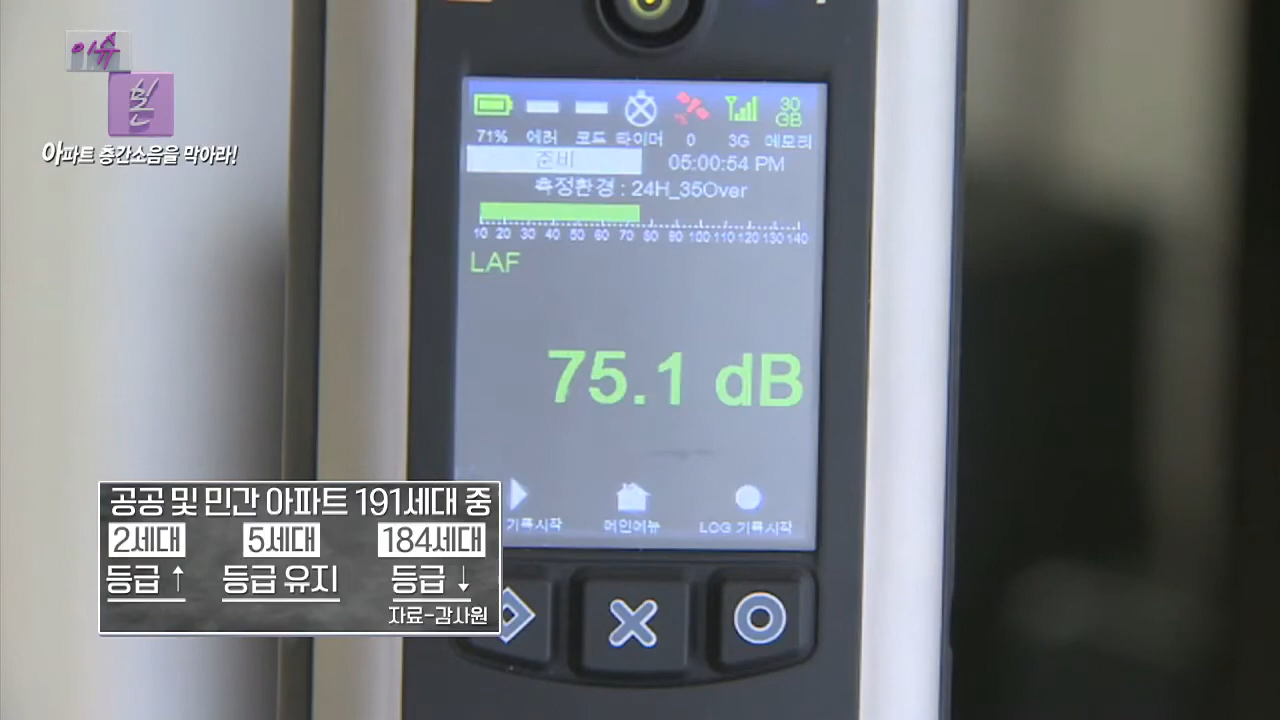 이슈
본
아파트 층간소음을 막아라!
30
GB
71% 에러 코드 타이머 0 3G 메모리
준비 05:00:54 PM
측정환경 : 24H_35Over
10 20 30 40 50 60 70 80 90 100 110 120 130 140
LAF
75.1 dB
기록시작 메인메뉴 LOG 기록시작
공공 및 민간 아파트 191세대 중
2세대 5세대 184세대
등급 ↑ 등급 유지 등급 ↓
자료-감사원